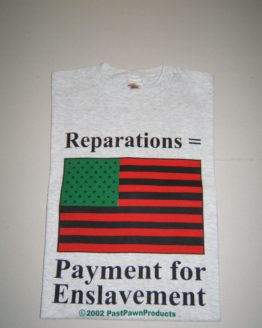 Reparations =
Payment for
Enslavement
©2002 PastPawnProducts